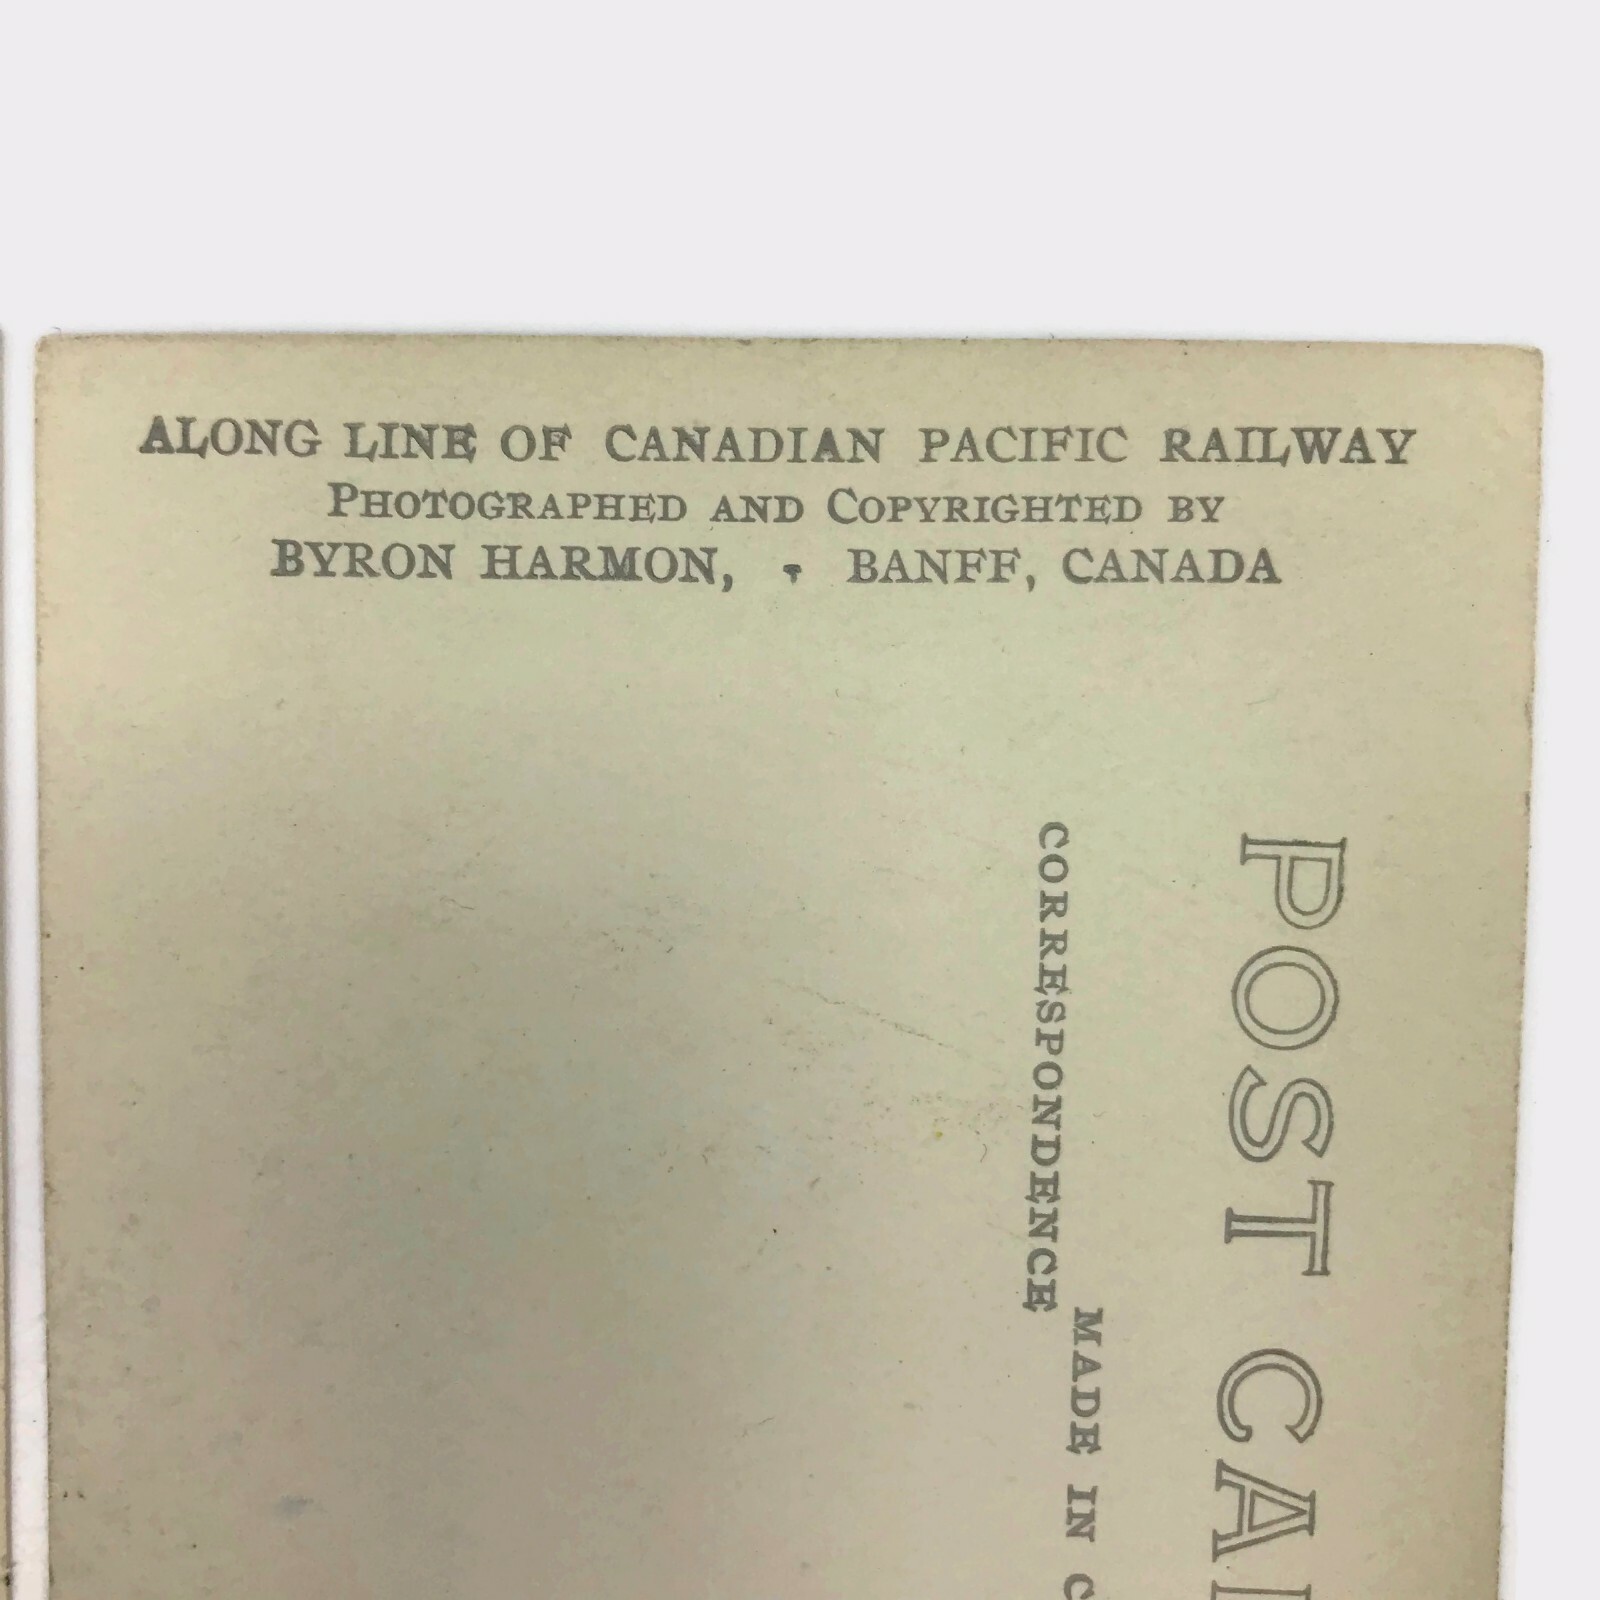 ALONG LINE OF CANADIAN PACIFIC RAILWAY
PHOTOGRAPHED AND COPYRIGHTED BY
BYRON HARMON, - BANFF, CANADA
POST CA
CORRESPONDENCE
MADE IN C